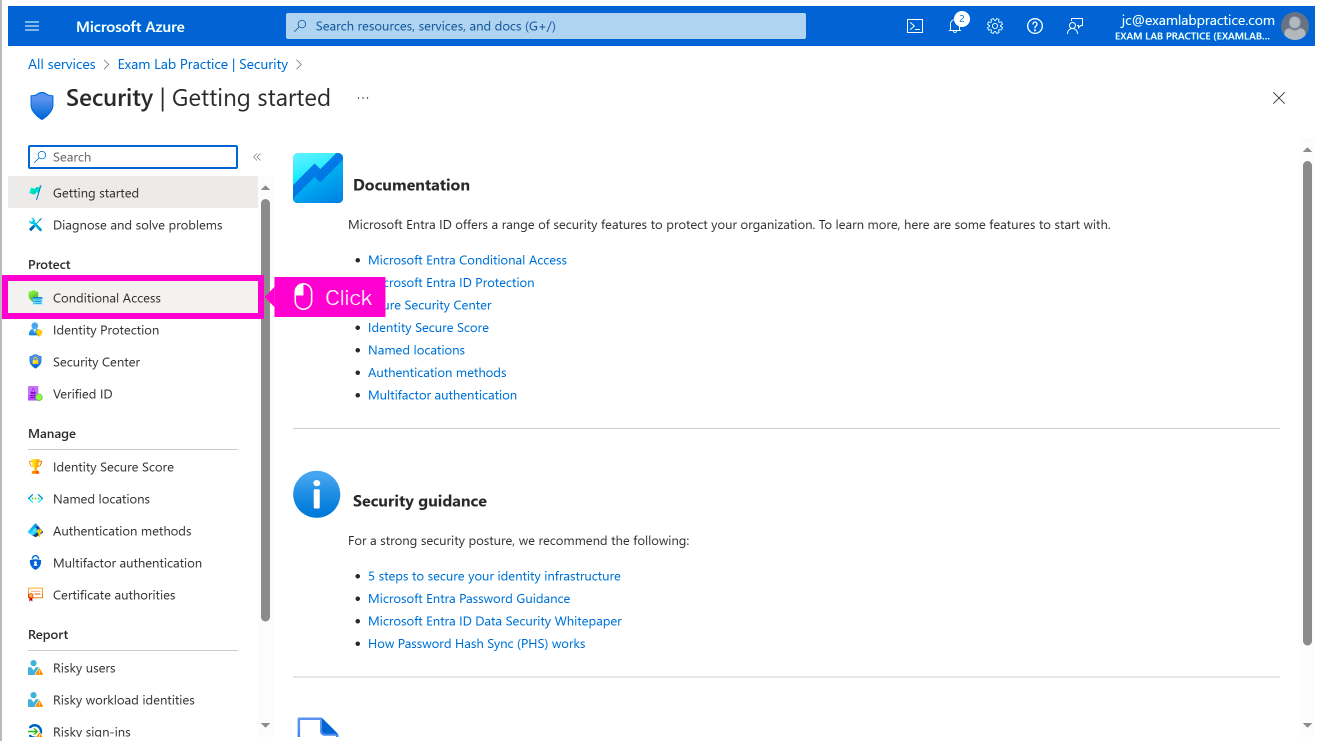 Microsoft Azure
Search resources, services, and docs (G+/)
2
jc@examlabpractice.com
EXAM LAB PRACTICE (EXAMLAB...
All services > Exam Lab Practice | Security >
Security | Getting started ...
Search
«
Getting started
Diagnose and solve problems
Protect
Conditional Access
Identity Protection
Security Center
Verified ID
Manage
Identity Secure Score
Named locations
Authentication methods
Multifactor authentication
Certificate authorities
Report
Risky users
Risky workload identities
Risky sign-ins
Click
Documentation
Microsoft Entra ID offers a range of security features to protect your organization. To learn more, here are some features to start with.
• Microsoft Entra Conditional Access
crosoft Entra ID Protection
ure Security Center
• Identity Secure Score
• Named locations
• Authentication methods
• Multifactor authentication
Security guidance
For a strong security posture, we recommend the following:
• 5 steps to secure your identity infrastructure
• Microsoft Entra Password Guidance
• Microsoft Entra ID Data Security Whitepaper
• How Password Hash Sync (PHS) works